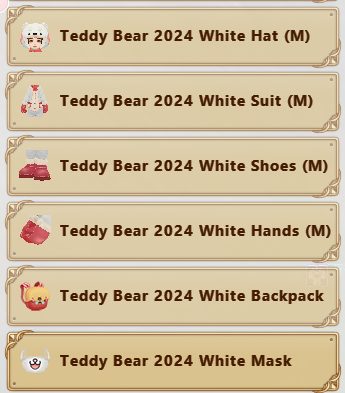 Teddy Bear 2024 White Hat (M)
Teddy Bear 2024 White Suit (M)
Teddy Bear 2024 White Shoes (M)
Teddy Bear 2024 White Hands (M)
Teddy Bear 2024 White Backpack
Teddy Bear 2024 White Mask